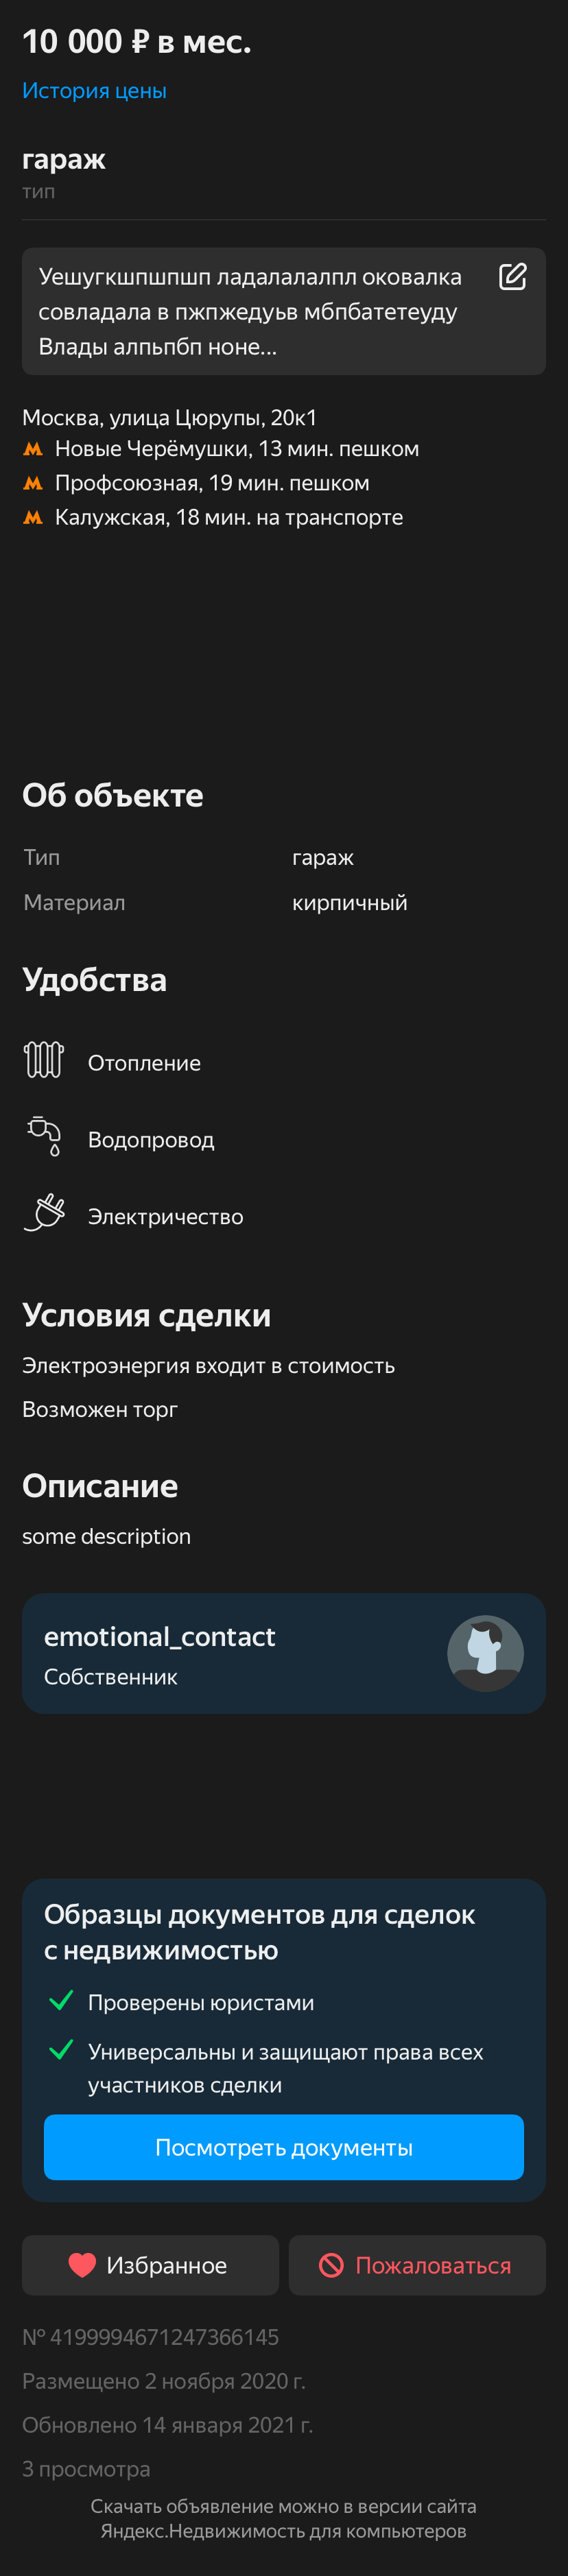 10 000 ₽ в мес.
История цены
гараж
тип
Уешугкшпшпшп ладалалалпл оковалка
совладала в пжпжедуьв мбпбатетеуду
Влады алпьпбп ноне...
Москва, улица Цюрупы, 20к1
Новые Черёмушки, 13 мин. пешком
Профсоюзная, 19 мин. пешком
Калужская, 18 мин. на транспорте
Об объекте
Тип гараж
Материал кирпичный
Удобства
Отопление
Водопровод
Электричество
Условия сделки
Электроэнергия входит в стоимость
Возможен торг
Описание
some description
emotional_contact
Собственник
Образцы документов для сделок
с недвижимостью
Проверены юристами
Универсальны и защищают права всех
участников сделки
Посмотреть документы
Избранное Пожаловаться
№ 4199994671247366145
Размещено 2 ноября 2020 г.
Обновлено 14 января 2021 г.
3 просмотра
Скачать объявление можно в версии сайта
Яндекс.Недвижимость для компьютеров